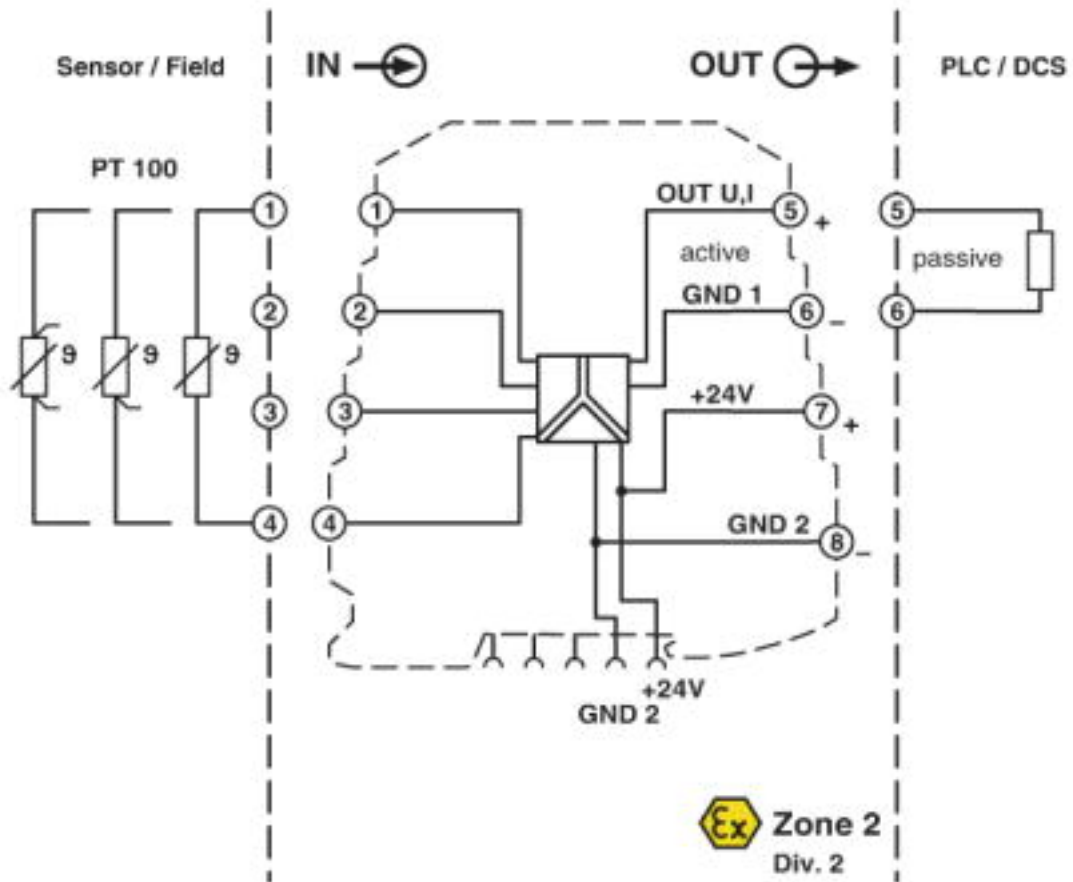 Sensor / Field
IN
OUT
PLC / DCS
PT 100
1
1
OUT U,I
5
+
5
active
passive
2
2
GND 1
6
–
6
ϑ
ϑ
ϑ
3
3
+24V
7
+
4
4
GND 2
8
–
+24V
GND 2
Ex
Zone 2
Div. 2